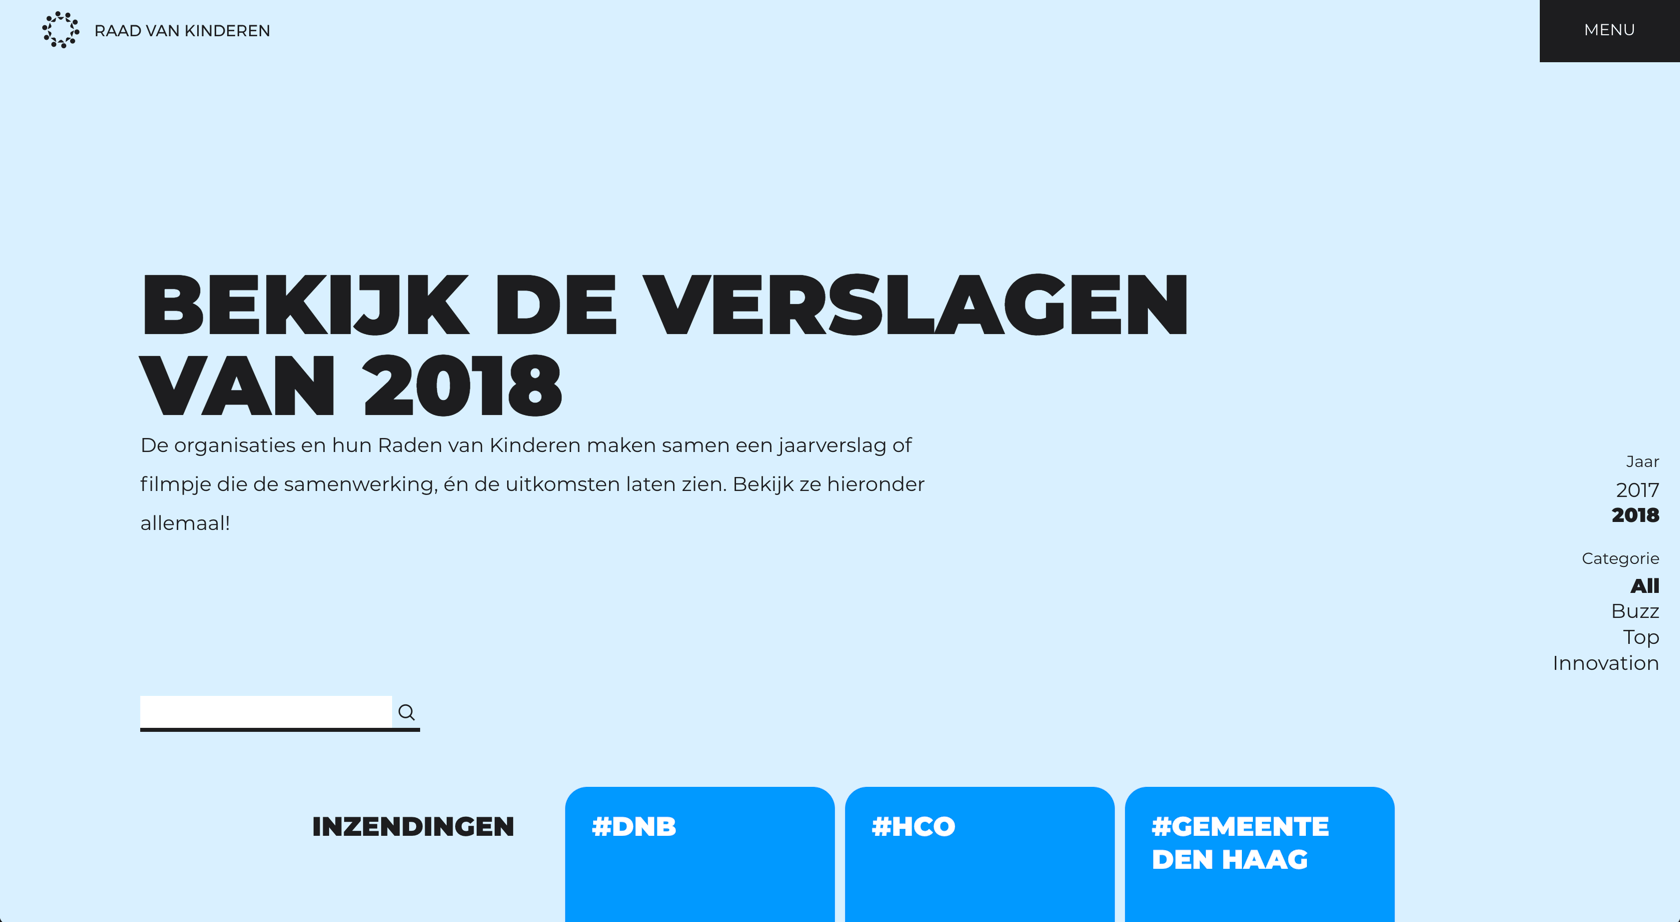 RAAD VAN KINDEREN
MENU
BEKIJK DE VERSLAGEN
VAN 2018
De organisaties en hun Raden van Kinderen maken samen een jaarverslag of
filmpje die de samenwerking, én de uitkomsten laten zien. Bekijk ze hieronder
allemaal!
Jaar
2017
2018
Categorie
All
Buzz
Top
Innovation
INZENDINGEN
#DNB
#HCO
#GEMEENTE
DEN HAAG